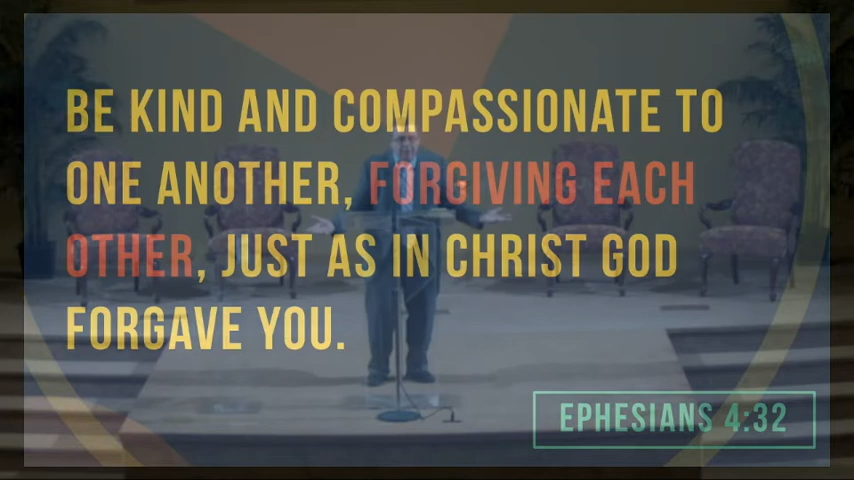 BE KIND AND COMPASSIONATE TO
ONE ANOTHER, FORGIVING EACH
OTHER, JUST AS IN CHRIST GOD
FORGAVE YOU.
EPHESIANS 4:32